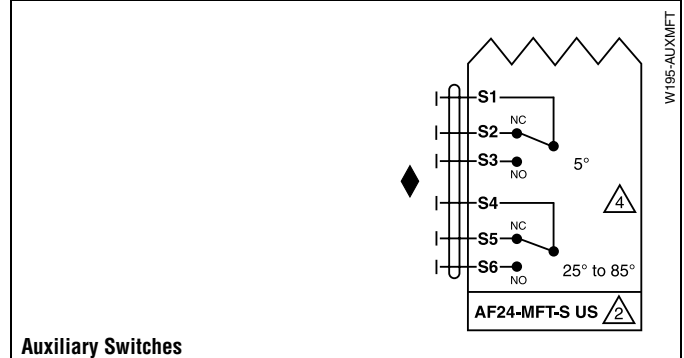 W195-AUXMFT
S1
NC
S2
S3
NO
5°
S4
4
NC
S5
S6
NO
25° to 85°
AF24-MFT-S US 2
Auxiliary Switches